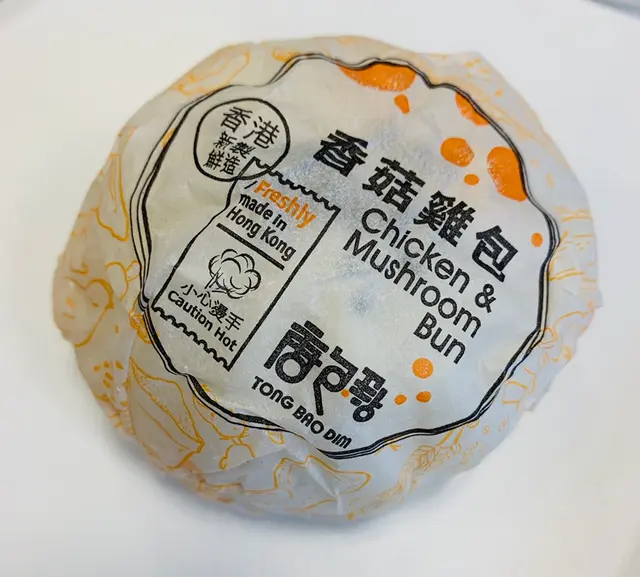 香港
新製
鮮造
Freshly
made in
Hong Kong
小心燙手
Caution Hot
香菇雞包
Chicken &
Mushroom
Bun
TONG BAO DIM